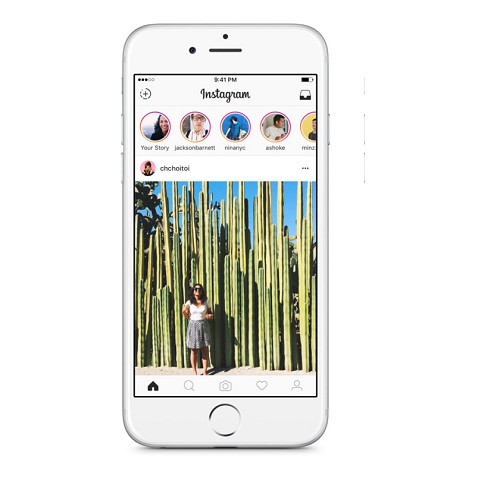 9:41 PM
Instagram
Your Story jacksonbarnett ninanyc ashoke
chchoitoi